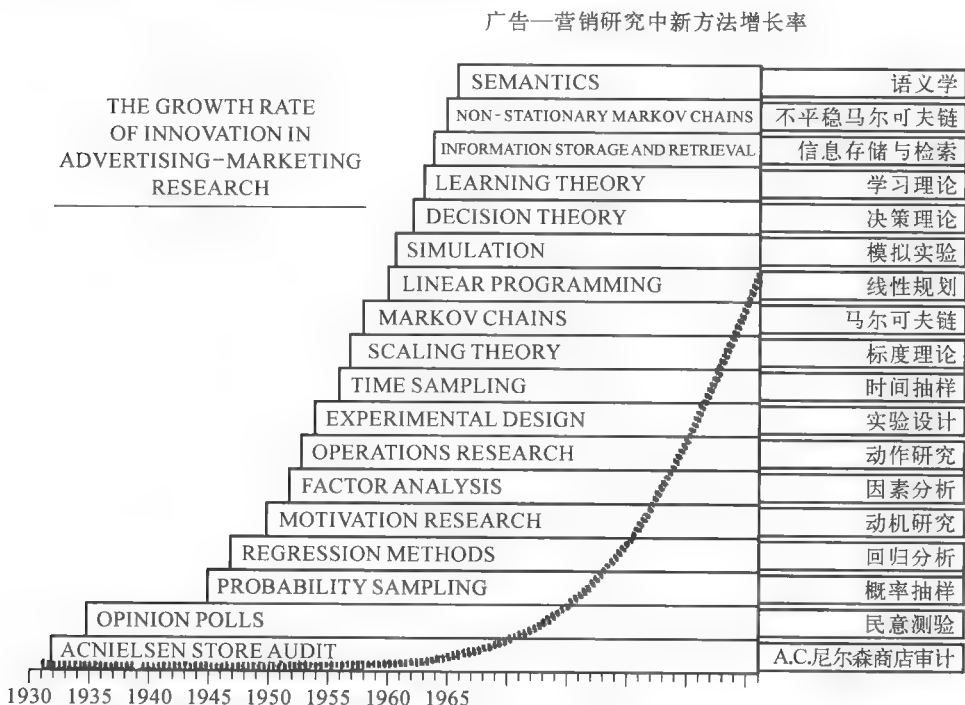 广告—营销研究中新方法增长率
THE GROWTH RATE
OF INNOVATION IN
ADVERTISING-MARKETING
RESEARCH
SEMANTICS 语义学
NON-STATIONARY MARKOV CHAINS 不平稳马尔可夫链
INFORMATION STORAGE AND RETRIEVAL 信息存储与检索
LEARNING THEORY 学习理论
DECISION THEORY 决策理论
SIMULATION 模拟实验
LINEAR PROGRAMMING 线性规划
MARKOV CHAINS 马尔可夫链
SCALING THEORY 标度理论
TIME SAMPLING 时间抽样
EXPERIMENTAL DESIGN 实验设计
OPERATIONS RESEARCH 动作研究
FACTOR ANALYSIS 因素分析
MOTIVATION RESEARCH 动机研究
REGRESSION METHODS 回归分析
PROBABILITY SAMPLING 概率抽样
OPINION POLLS 民意测验
ACNIELSEN STORE AUDIT A.C.尼尔森商店审计
1930 1935 1940 1945 1950 1955 1960 1965